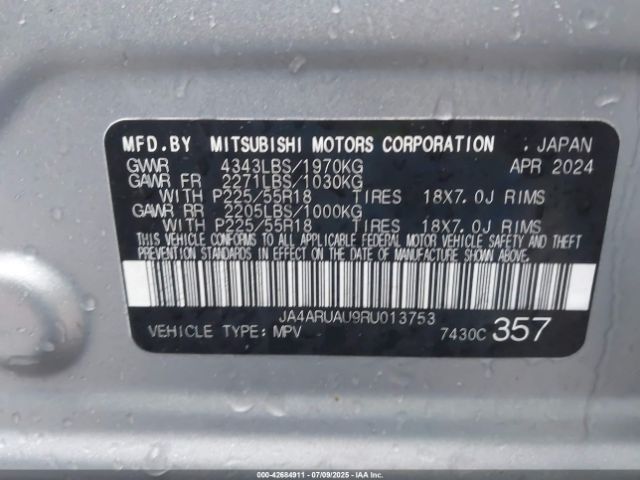 MFD.BY MITSUBISHI MOTORS CORPORATION . JAPAN
GVWR 4343LBS/1970KG APR 2024
GAWR FR 2271LBS/1030KG
WITH P225/55R18 TIRES 18X7.0J RIMS
GAWR RR 2205LBS/1000KG
WITH P225/55R18 TIRES 18X7.0J RIMS
THIS VEHICLE CONFORMS TO ALL APPLICABLE FEDERAL MOTOR VEHICLE SAFETY AND THEFT
PREVENTION STANDARDS IN EFFECT ON THE DATE OF MANUFACTURE SHOWN ABOVE.
JA4ARUAU9RU013753
VEHICLE TYPE: MPV 7430C 357
000-42684911 - 07/09/2025 - IAAI.COM